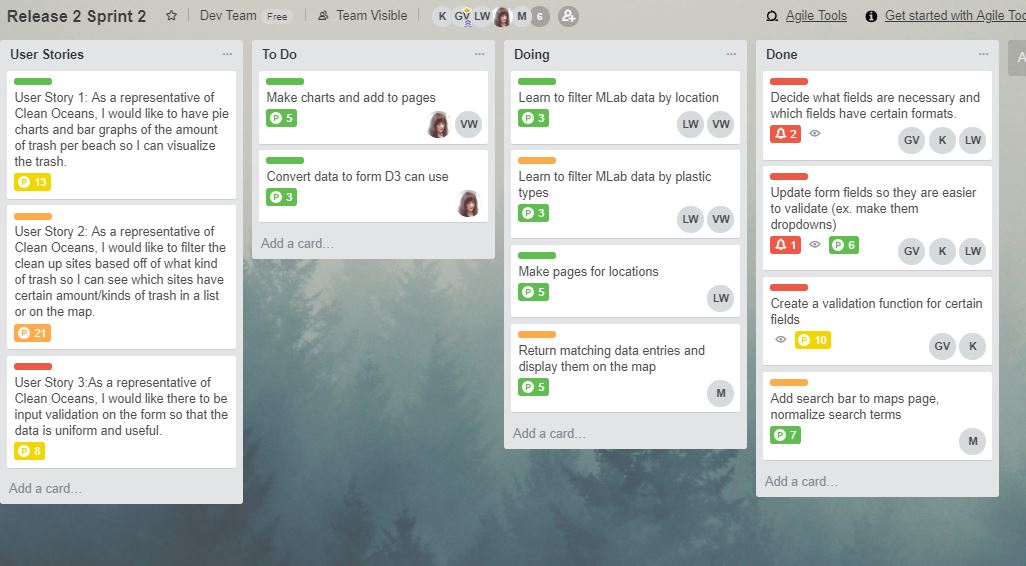 Release 2 Sprint 2 Dev Team Free Team Visible K GV LW M 6 Agile Tools Get started with Agile Too
User Stories
User Story 1: As a representative of
Clean Oceans, I would like to have pie
charts and bar graphs of the amount
of trash per beach so I can visualize
the trash.
P 13
User Story 2: As a representative of
Clean Oceans, I would like to filter the
clean up sites based off of what kind
of trash so I can see which sites have
certain amount/kinds of trash in a list
or on the map.
P 21
User Story 3:As a representative of
Clean Oceans, I would like there to be
input validation on the form so that the
data is uniform and useful.
P 8
Add a card…
To Do
Make charts and add to pages
P 5
VW
Convert data to form D3 can use
P 3
Add a card…
Doing
Learn to filter MLab data by location
P 3
LW VW
Learn to filter MLab data by plastic
types
P 3
LW VW
Make pages for locations
P 5
LW
Return matching data entries and
display them on the map
P 5
M
Add a card…
Done
Decide what fields are necessary and
which fields have certain formats.
2
GV K LW
Update form fields so they are easier
to validate (ex. make them
dropdowns)
1 P 6
GV K LW
Create a validation function for certain
fields
P 10
GV K
Add search bar to maps page,
normalize search terms
P 7
M
Add a card…
A